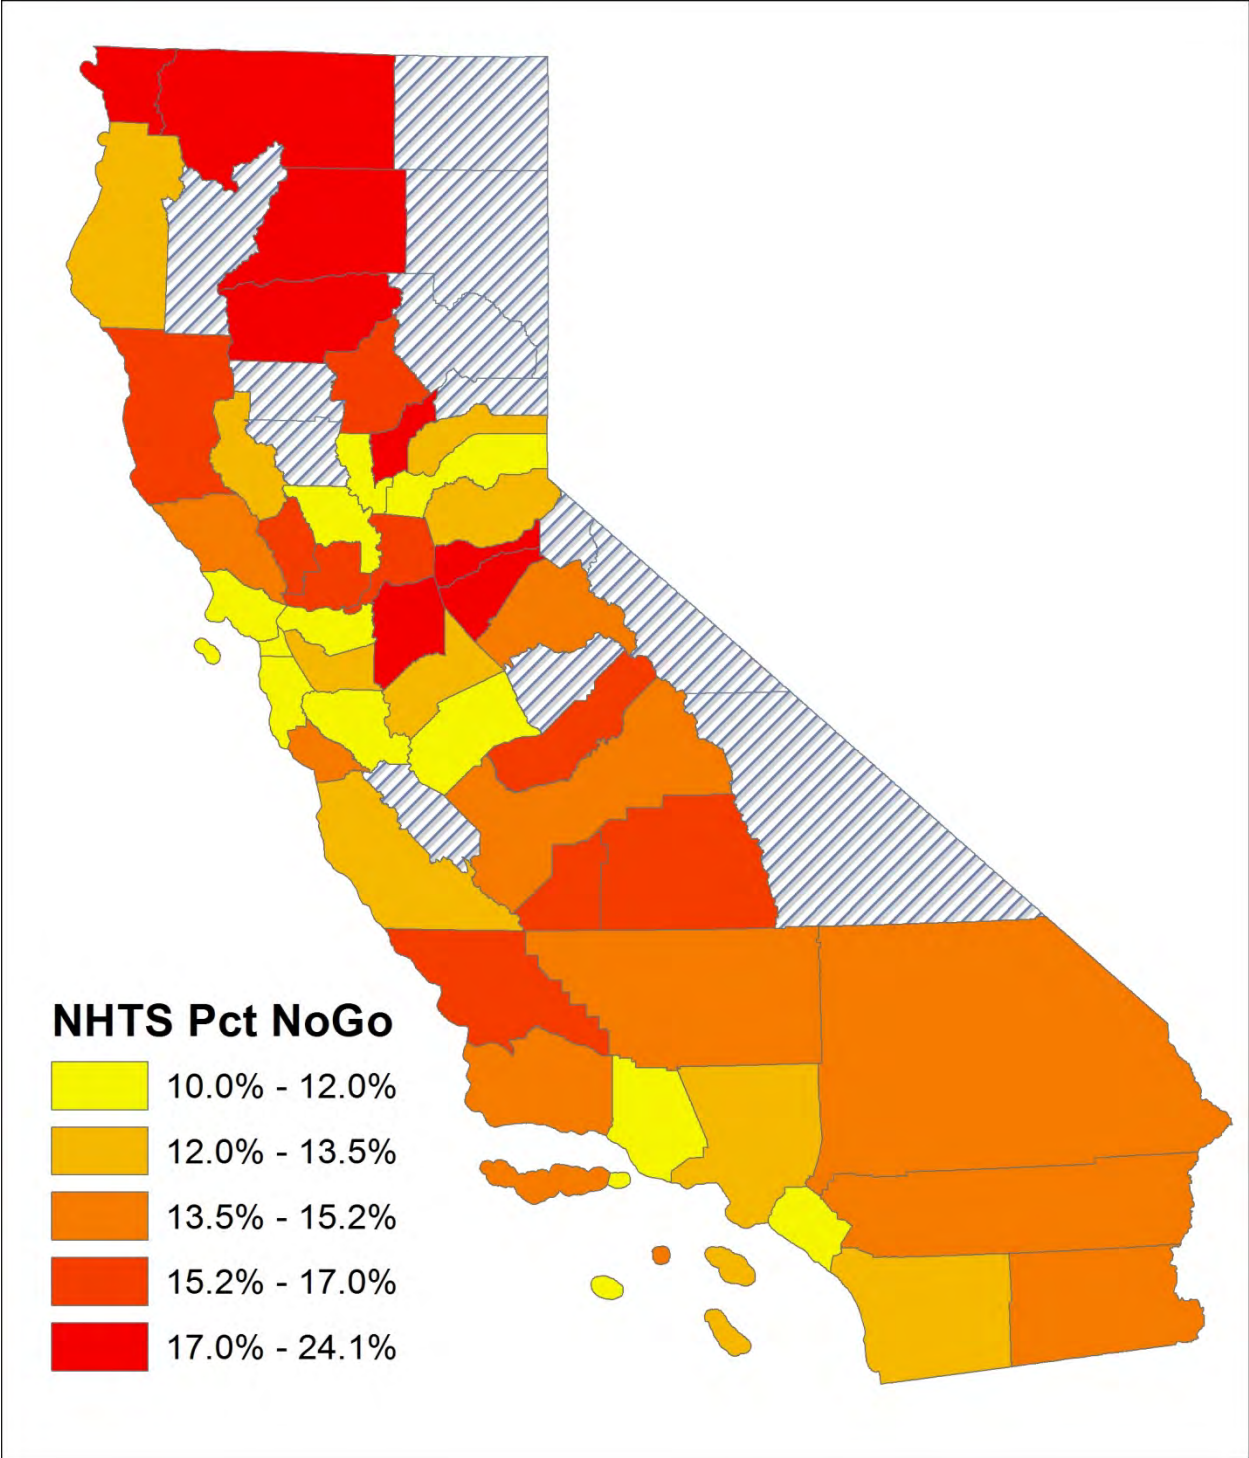 NHTS Pct NoGo
10.0% - 12.0%
12.0% - 13.5%
13.5% - 15.2%
15.2% - 17.0%
17.0% - 24.1%